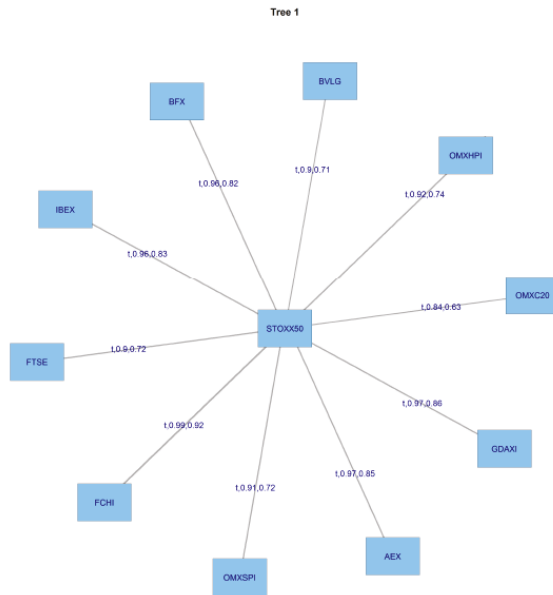 Tree 1
BVLG
BFX
OMXHPI
t,0.9,0.71
t,0.96,0.82
t,0.92,0.74
IBEX
t,0.96,0.83
OMXC20
t,0.84,0.63
STOXX50
t,0.9,0.72
FTSE
t,0.97,0.86
t,0.99,0.92
GDAXI
t,0.97,0.85
t,0.91,0.72
FCHI
AEX
OMXSPI